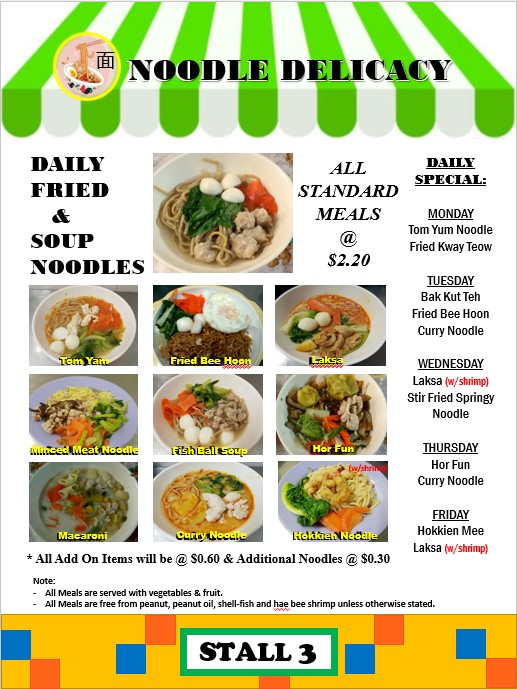 面
NOODLE DELICACY
DAILY
FRIED
&
SOUP
NOODLES
ALL
STANDARD
MEALS
@
$2.20
Tom Yam
Fried Bee Hoon
Laksa
Minced Meat Noodle
Fish Ball Soup
Hor Fun
Macaroni
Curry Noodle
(w/shrimp)
Hokkien Noodle
DAILY
SPECIAL:
MONDAY
Tom Yum Noodle
Fried Kway Teow
TUESDAY
Bak Kut Teh
Fried Bee Hoon
Curry Noodle
WEDNESDAY
Laksa (w/shrimp)
Stir Fried Springy
Noodle
THURSDAY
Hor Fun
Curry Noodle
FRIDAY
Hokkien Mee
Laksa (w/shrimp)
* All Add On Items will be @ $0.60 & Additional Noodles @ $0.30
Note:
- All Meals are served with vegetables & fruit.
- All Meals are free from peanut, peanut oil, shell-fish and hae bee shrimp unless otherwise stated.
STALL 3